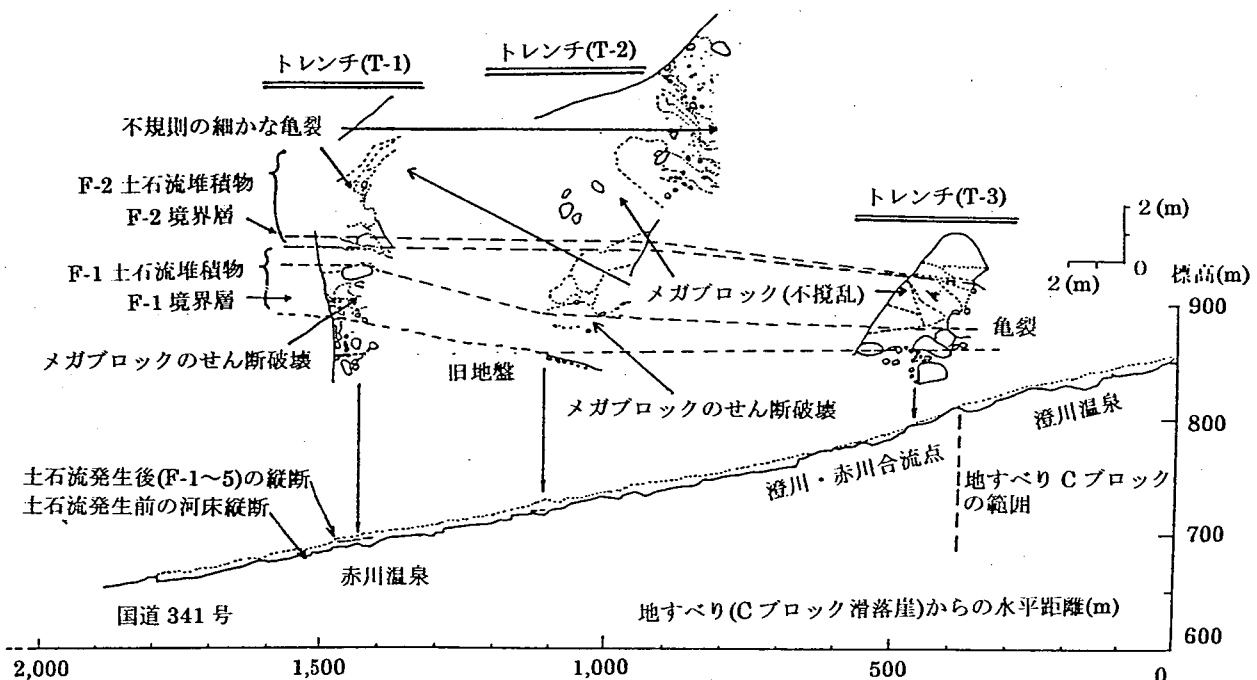 トレンチ(T-1)
トレンチ(T-2)
不規則の細かな亀裂
F-2 土石流堆積物
F-2 境界層
F-1 土石流堆積物
F-1 境界層
メガブロックのせん断破壊
トレンチ(T-3)
2 (m)
0
2 (m)
標高(m)
メガブロック(不撹乱)
亀裂
旧地盤
メガブロックのせん断破壊
900
800
700
600
澄川温泉
澄川・赤川合流点
地すべり C ブロック
の範囲
土石流発生後(F-1～5)の縦断
土石流発生前の河床縦断
赤川温泉
国道 341 号
地すべり(C ブロック滑落崖)からの水平距離(m)
2,000
1,500
1,000
500
0